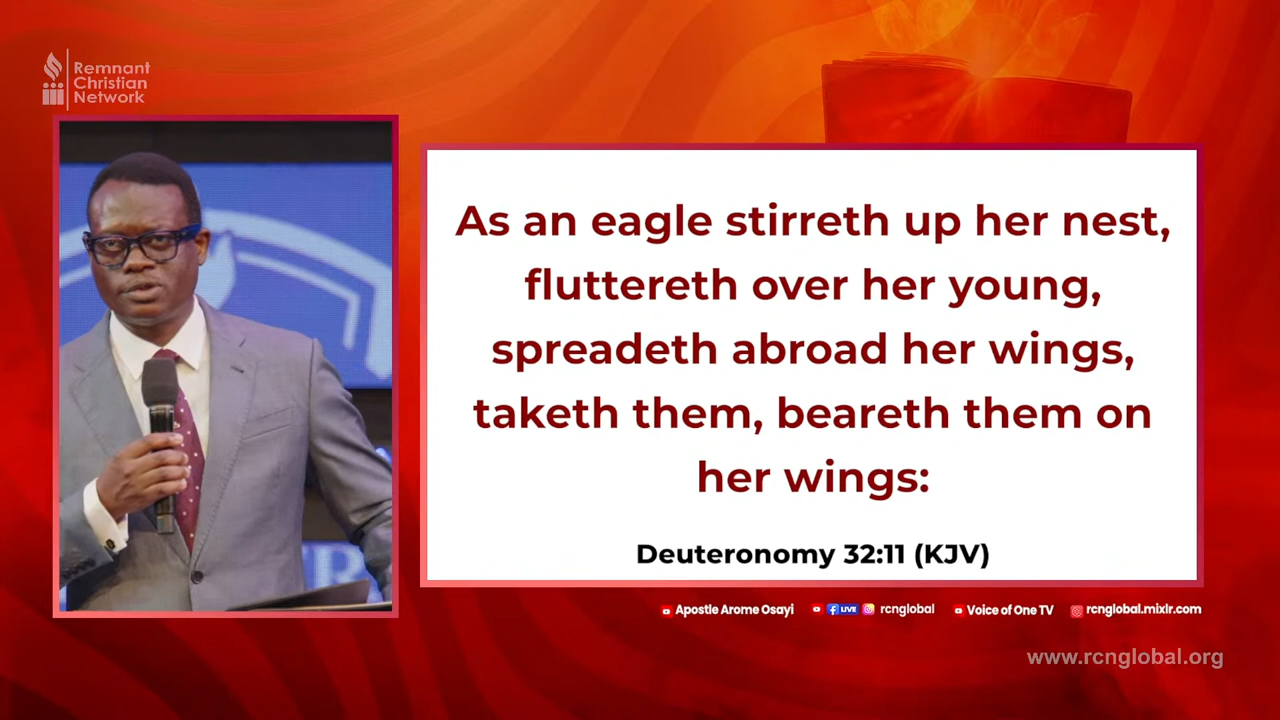 Remnant
Christian
Network
As an eagle stirreth up her nest,
fluttereth over her young,
spreadeth abroad her wings,
taketh them, beareth them on
her wings:
Deuteronomy 32:11 (KJV)
Apostle Arome Osayi
LIVE
rcnglobal
Voice of One TV
rcnglobal.mixlr.com
www.rcnglobal.org